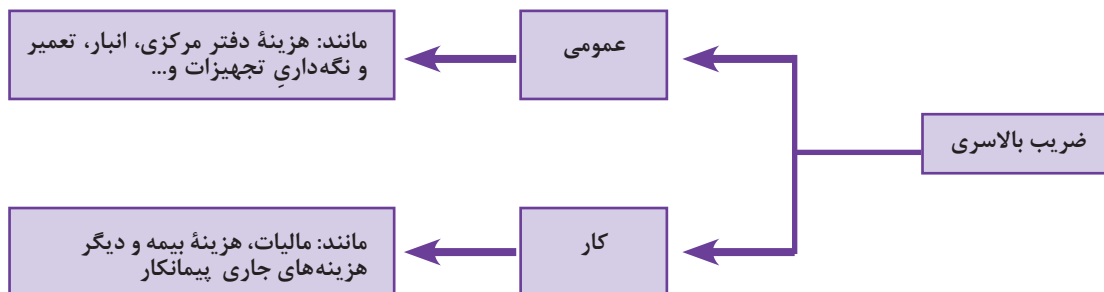 ضریب بالاسری
عمومی
مانند: هزینهٔ دفتر مرکزی، انبار، تعمیر
و نگه‌داریِ تجهیزات و...
کار
مانند: مالیات، هزینهٔ بیمه و دیگر
هزینه‌های جاری پیمانکار